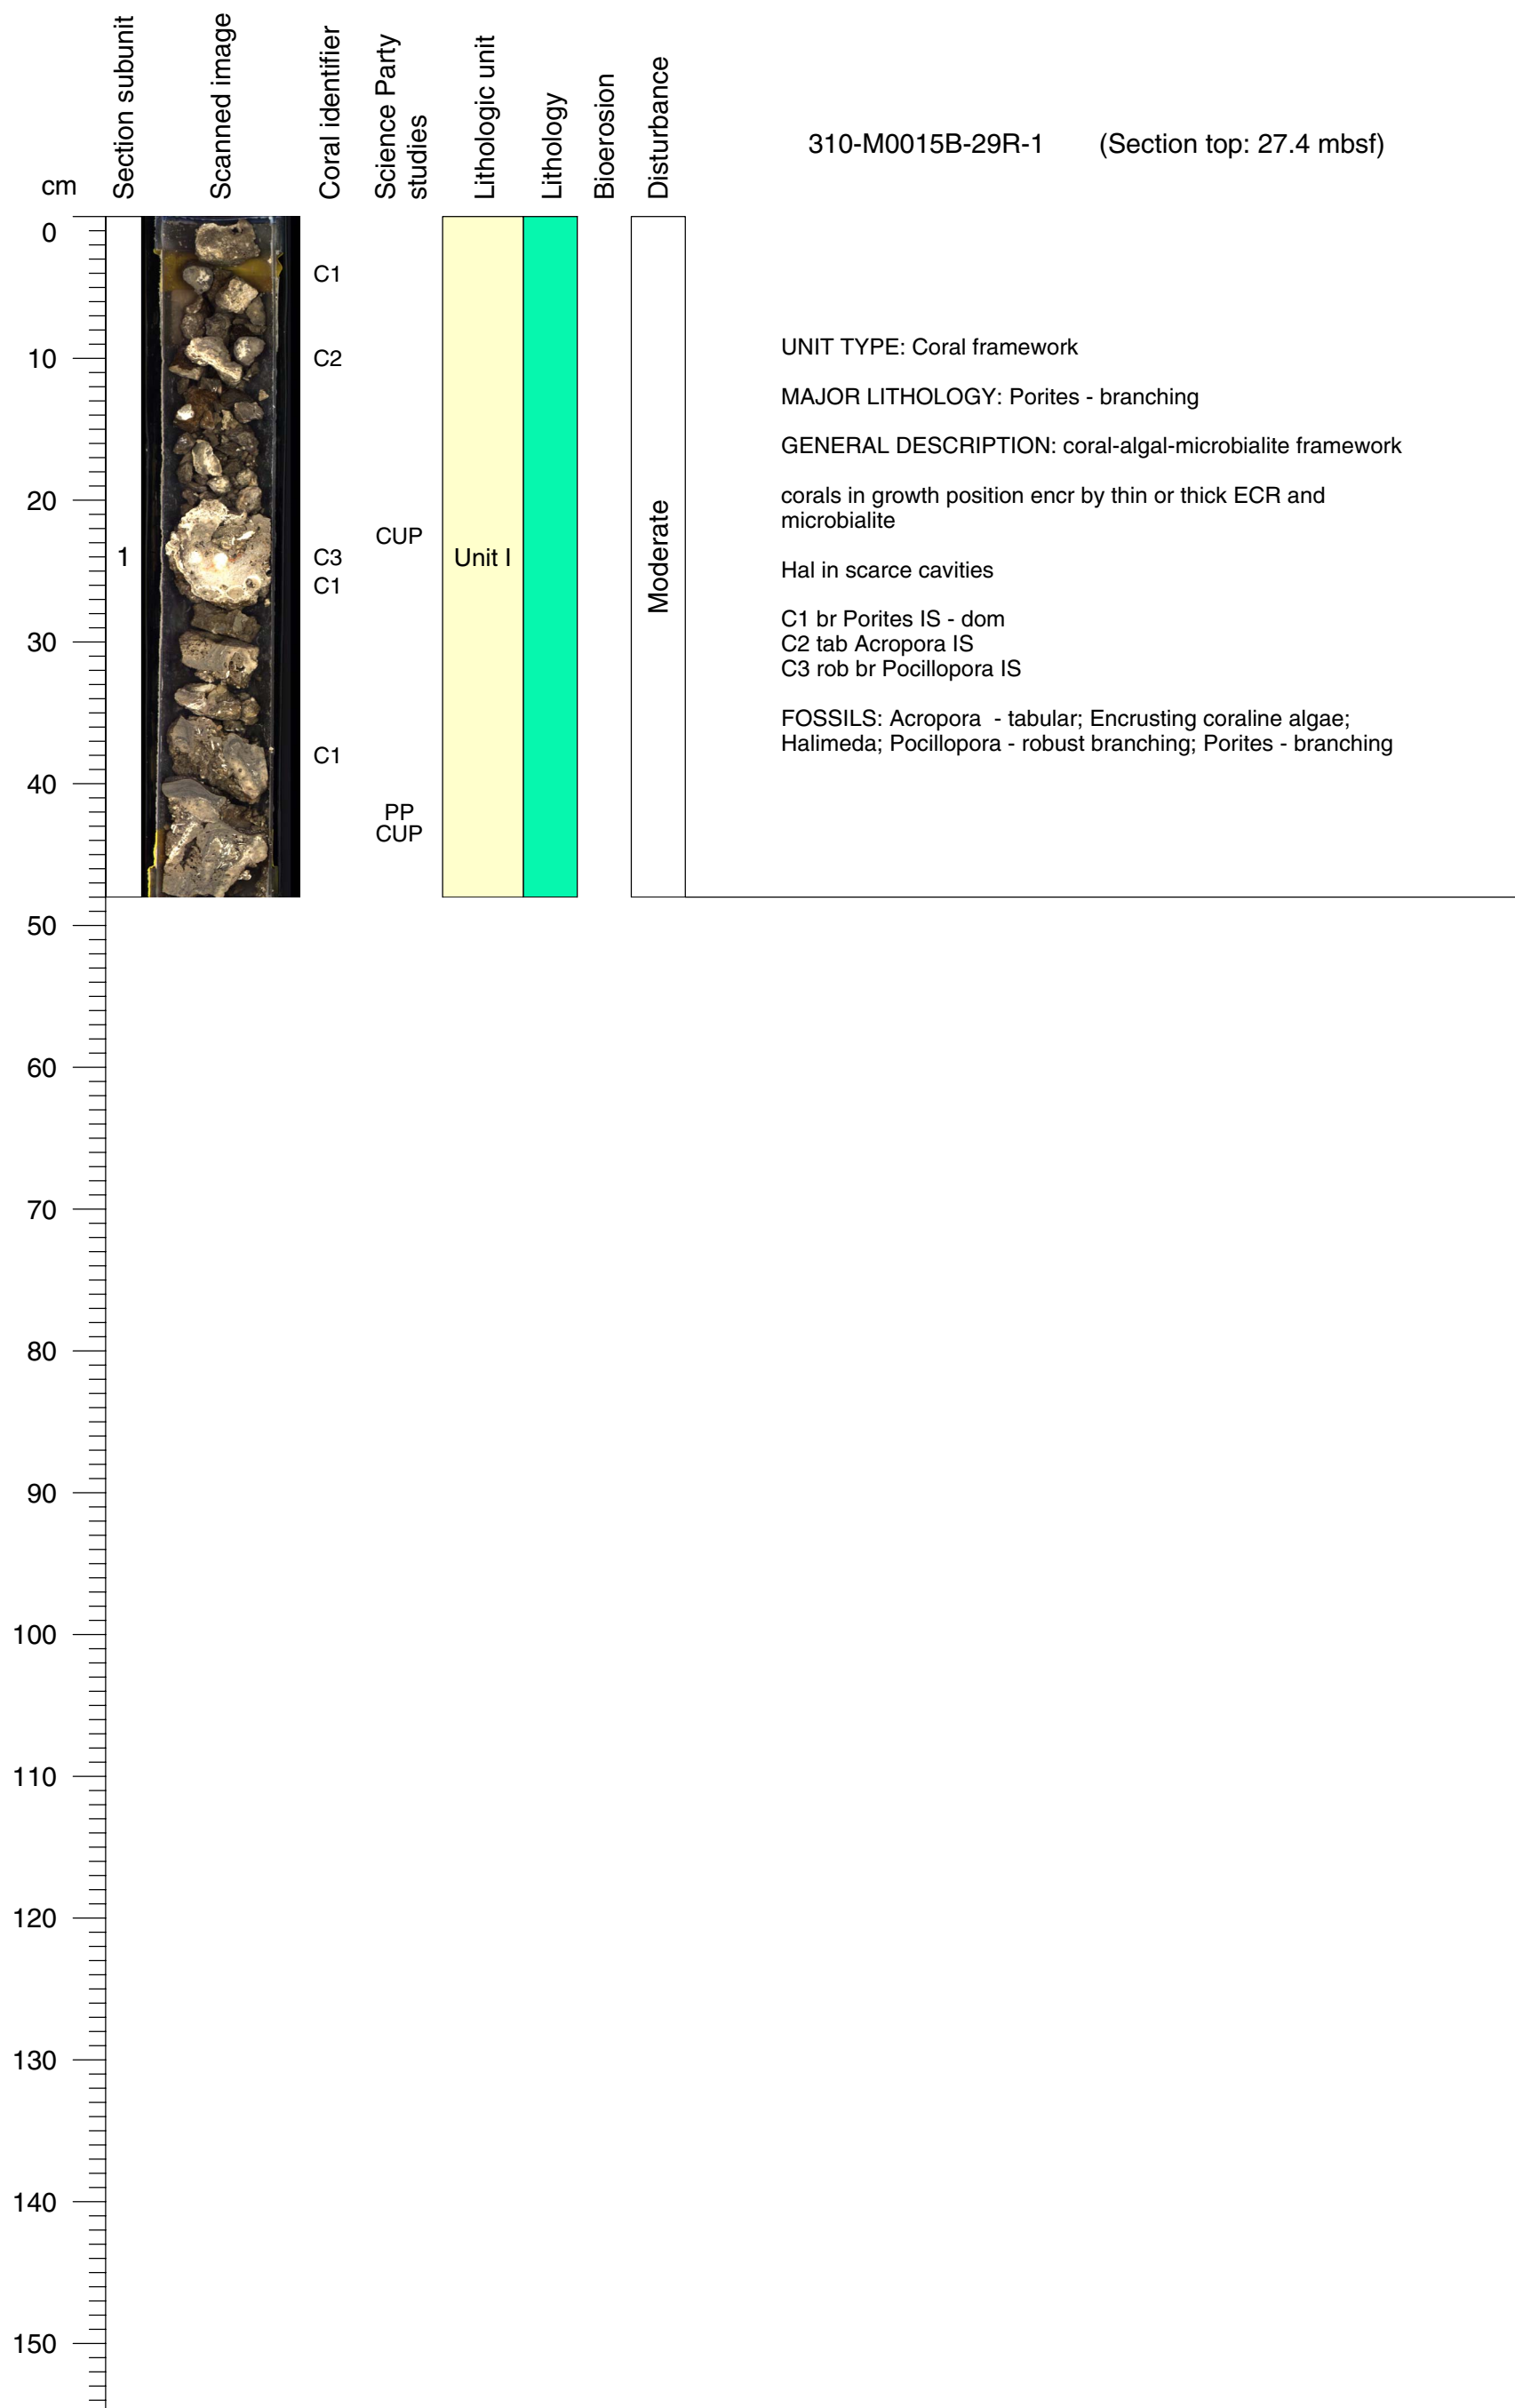 Section subunit
Scanned image
Coral identifier
Science Party
studies
Lithologic unit
Lithology
Bioerosion
Disturbance
310-M0015B-29R-1 (Section top: 27.4 mbsf)
cm
0
C1
UNIT TYPE: Coral framework
10
C2
MAJOR LITHOLOGY: Porites - branching
GENERAL DESCRIPTION: coral-algal-microbialite framework
20
corals in growth position encr by thin or thick ECR and
microbialite
CUP
1
C3
Unit I
Moderate
Hal in scarce cavities
C1
C1 br Porites IS - dom
30
C2 tab Acropora IS
C3 rob br Pocillopora IS
FOSSILS: Acropora  - tabular; Encrusting coraline algae;
Halimeda; Pocillopora - robust branching; Porites - branching
C1
40
PP
CUP
50
60
70
80
90
100
110
120
130
140
150